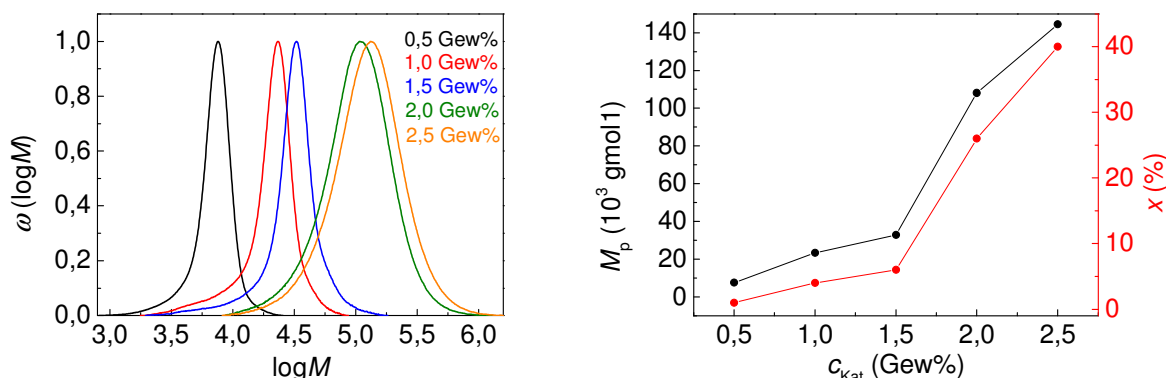 1,0
0,8
0,6
0,4
0,2
0,0
ω (logM)
3,0 3,5 4,0 4,5 5,0 5,5 6,0
logM
0,5 Gew%
1,0 Gew%
1,5 Gew%
2,0 Gew%
2,5 Gew%
140
120
100
80
60
40
20
0
M_p (10³ gmol1)
0,5 1,0 1,5 2,0 2,5
c_Kat (Gew%)
40
30
20
10
0
x (%)